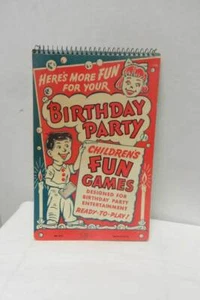 HERE'S MORE FUN
FOR YOUR
BIRTHDAY
PARTY
CHILDREN'S
FUN
GAMES
DESIGNED FOR
BIRTHDAY PARTY
ENTERTAINMENT
READY-TO-PLAY!